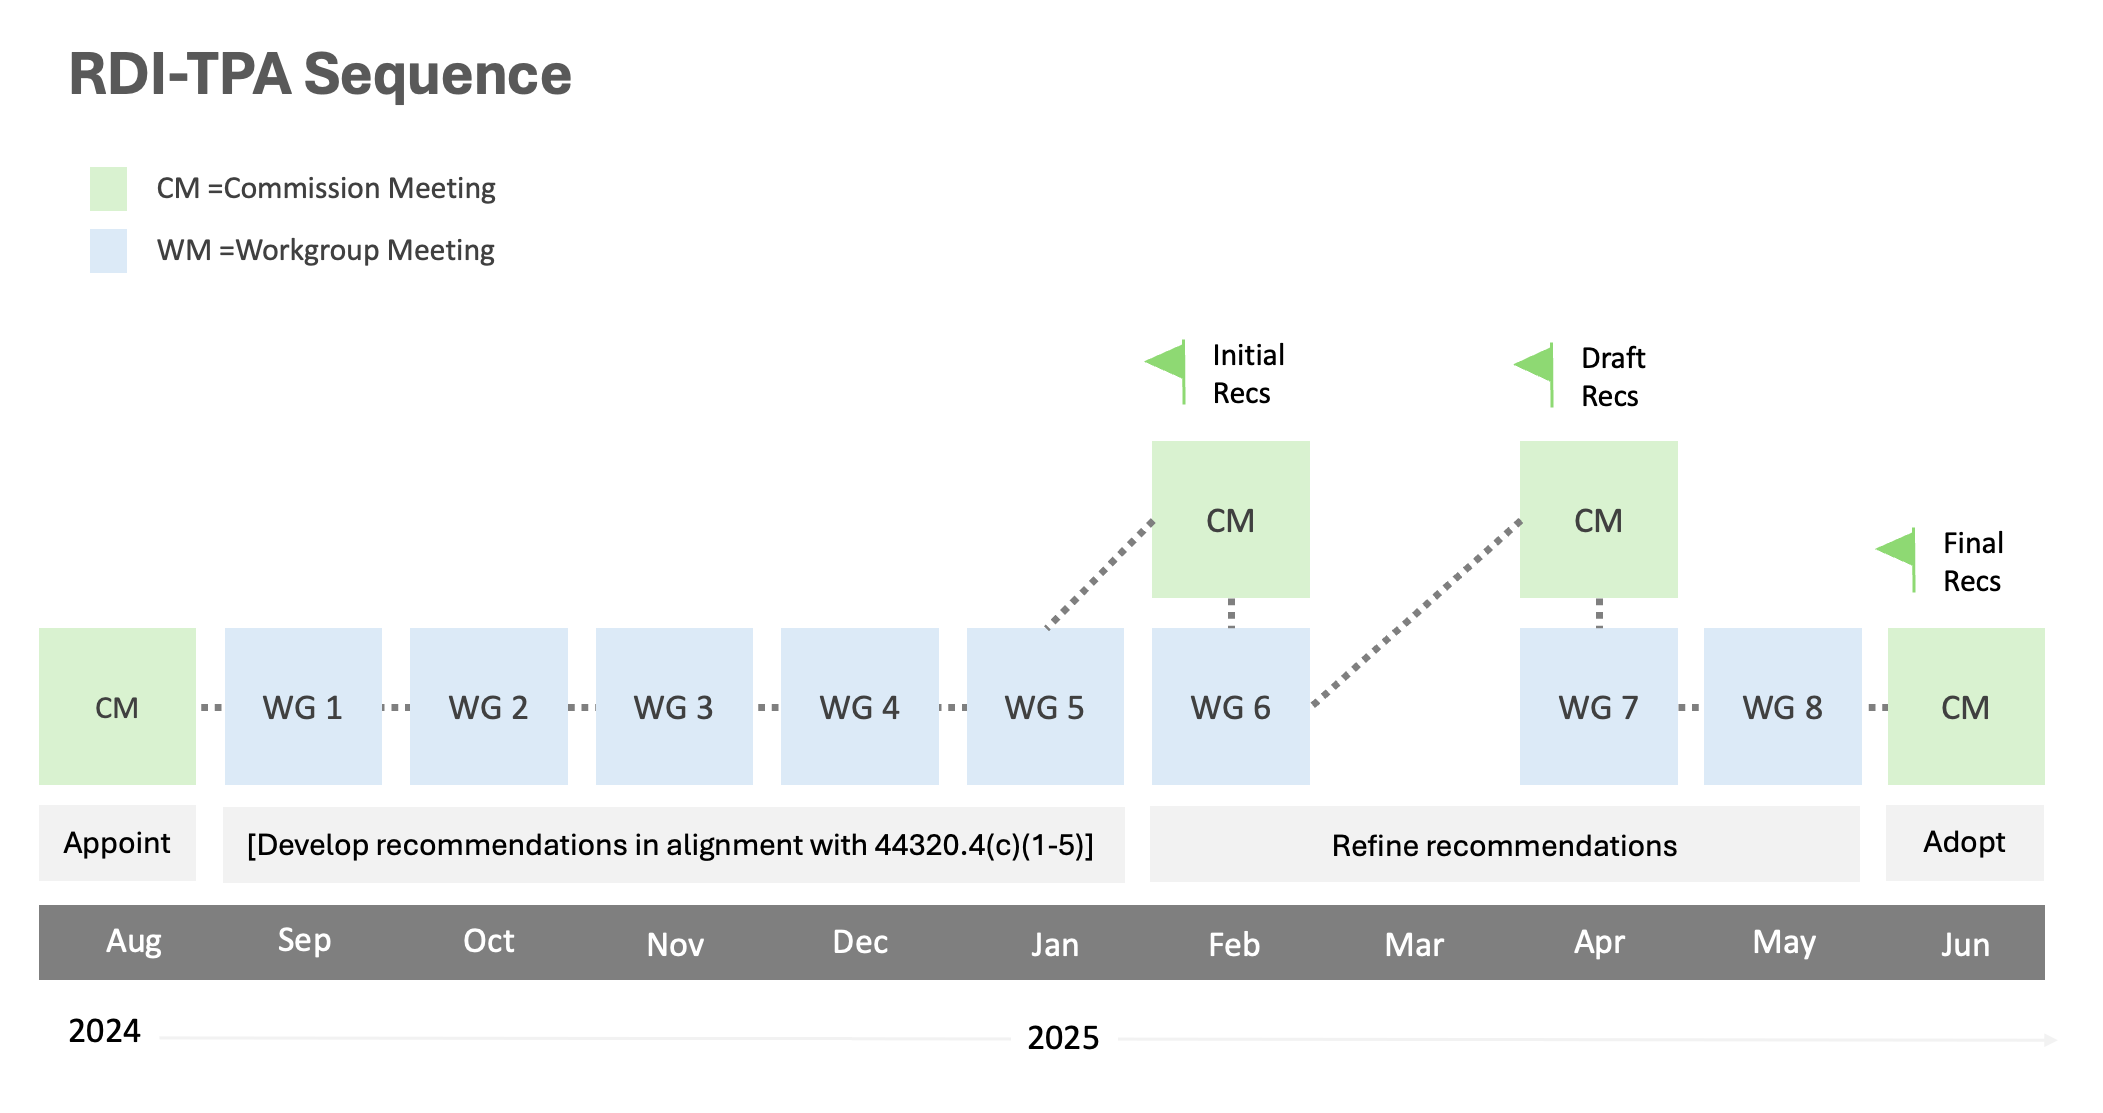 RDI-TPA Sequence
CM =Commission Meeting
WM =Workgroup Meeting
Initial
Recs
Draft
Recs
CM
CM
Final
Recs
CM
WG 1
WG 2
WG 3
WG 4
WG 5
WG 6
WG 7
WG 8
CM
Appoint
[Develop recommendations in alignment with 44320.4(c)(1-5)]
Refine recommendations
Adopt
Aug
Sep
Oct
Nov
Dec
Jan
Feb
Mar
Apr
May
Jun
2024
2025